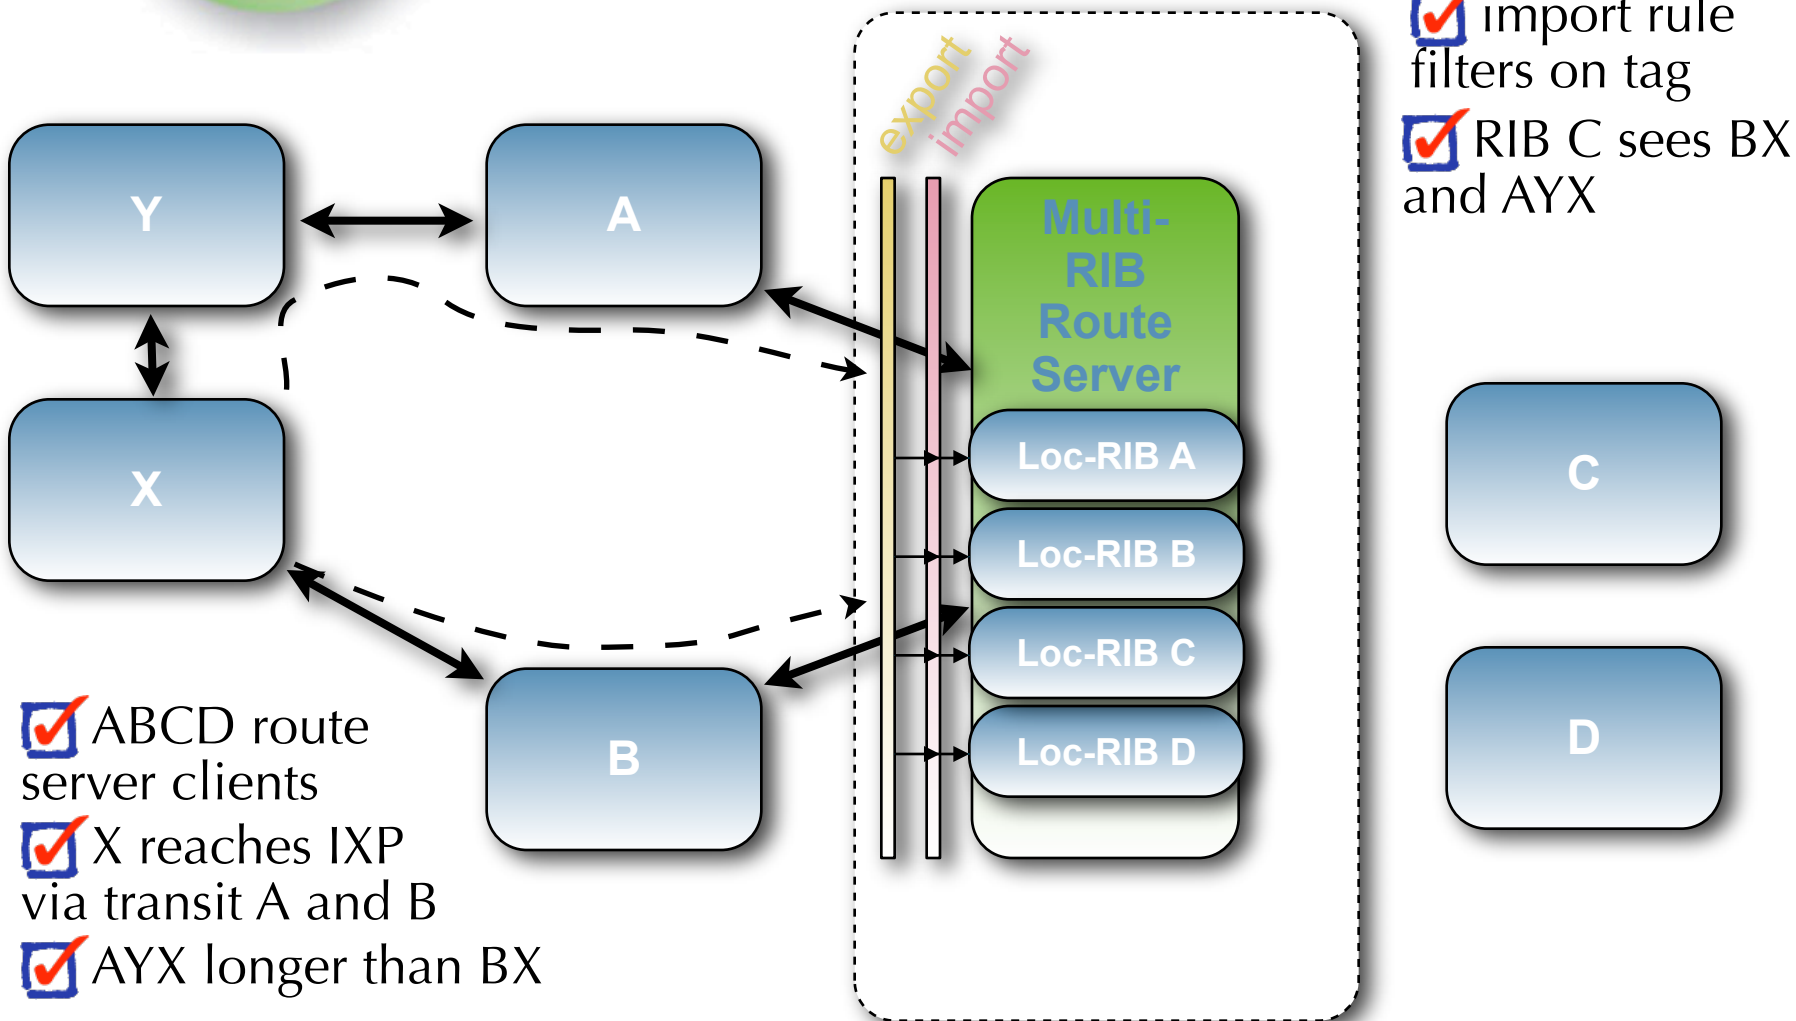 export
import
import rule
filters on tag
RIB C sees BX
and AYX
Y
A
Multi-
RIB
Route
Server
X
Loc-RIB A
Loc-RIB B
Loc-RIB C
Loc-RIB D
C
D
B
ABCD route
server clients
X reaches IXP
via transit A and B
AYX longer than BX